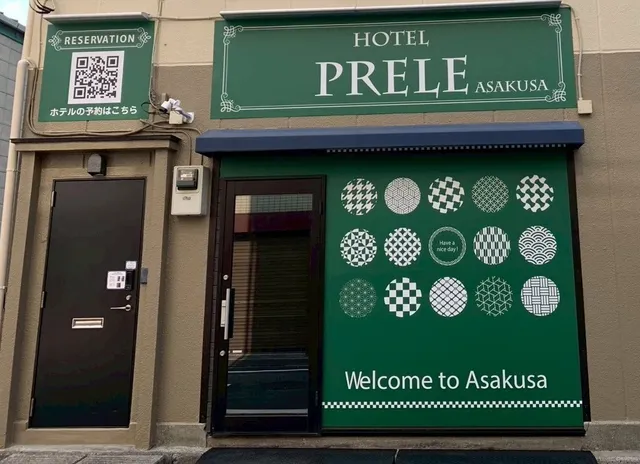 RESERVATION
ホテルの予約はこちら
HOTEL
PRELE ASAKUSA
Have a
nice day!
Welcome to Asakusa